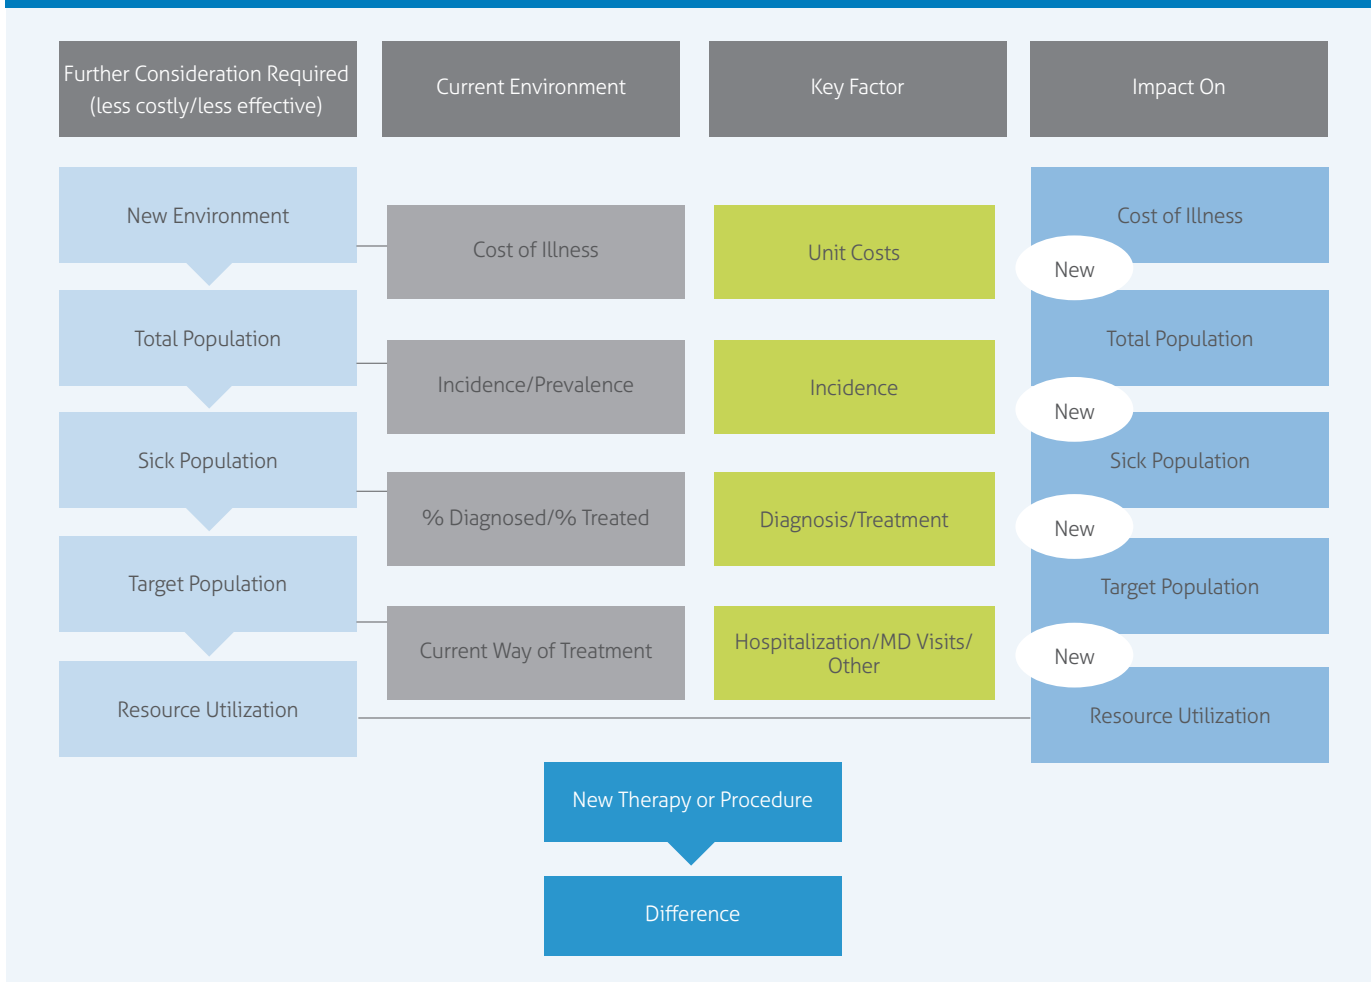 Further Consideration Required
(less costly/less effective)
Current Environment
Key Factor
Impact On
New Environment
Cost of Illness
Unit Costs
Cost of Illness
New
Total Population
Incidence/Prevalence
Incidence
Total Population
New
Sick Population
% Diagnosed/% Treated
Diagnosis/Treatment
Sick Population
New
Target Population
Current Way of Treatment
Hospitalization/MD Visits/
Other
Target Population
New
Resource Utilization
Resource Utilization
New Therapy or Procedure
Difference